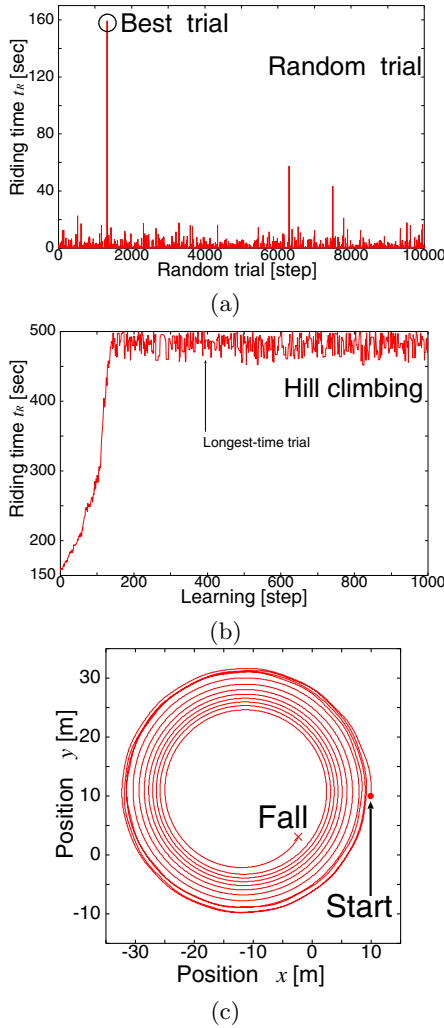 160
Best trial
120
Random trial
80
40
0
Riding time tR [sec]
0 2000 4000 6000 8000 10000
Random trial [step]
(a)
500
400
Hill climbing
Longest-time trial
300
200
150
Riding time tR [sec]
0 200 400 600 800 1000
Learning [step]
(b)
30
20
10
Fall
0
Start
-10
Position y [m]
-30 -20 -10 0 10
Position x [m]
(c)